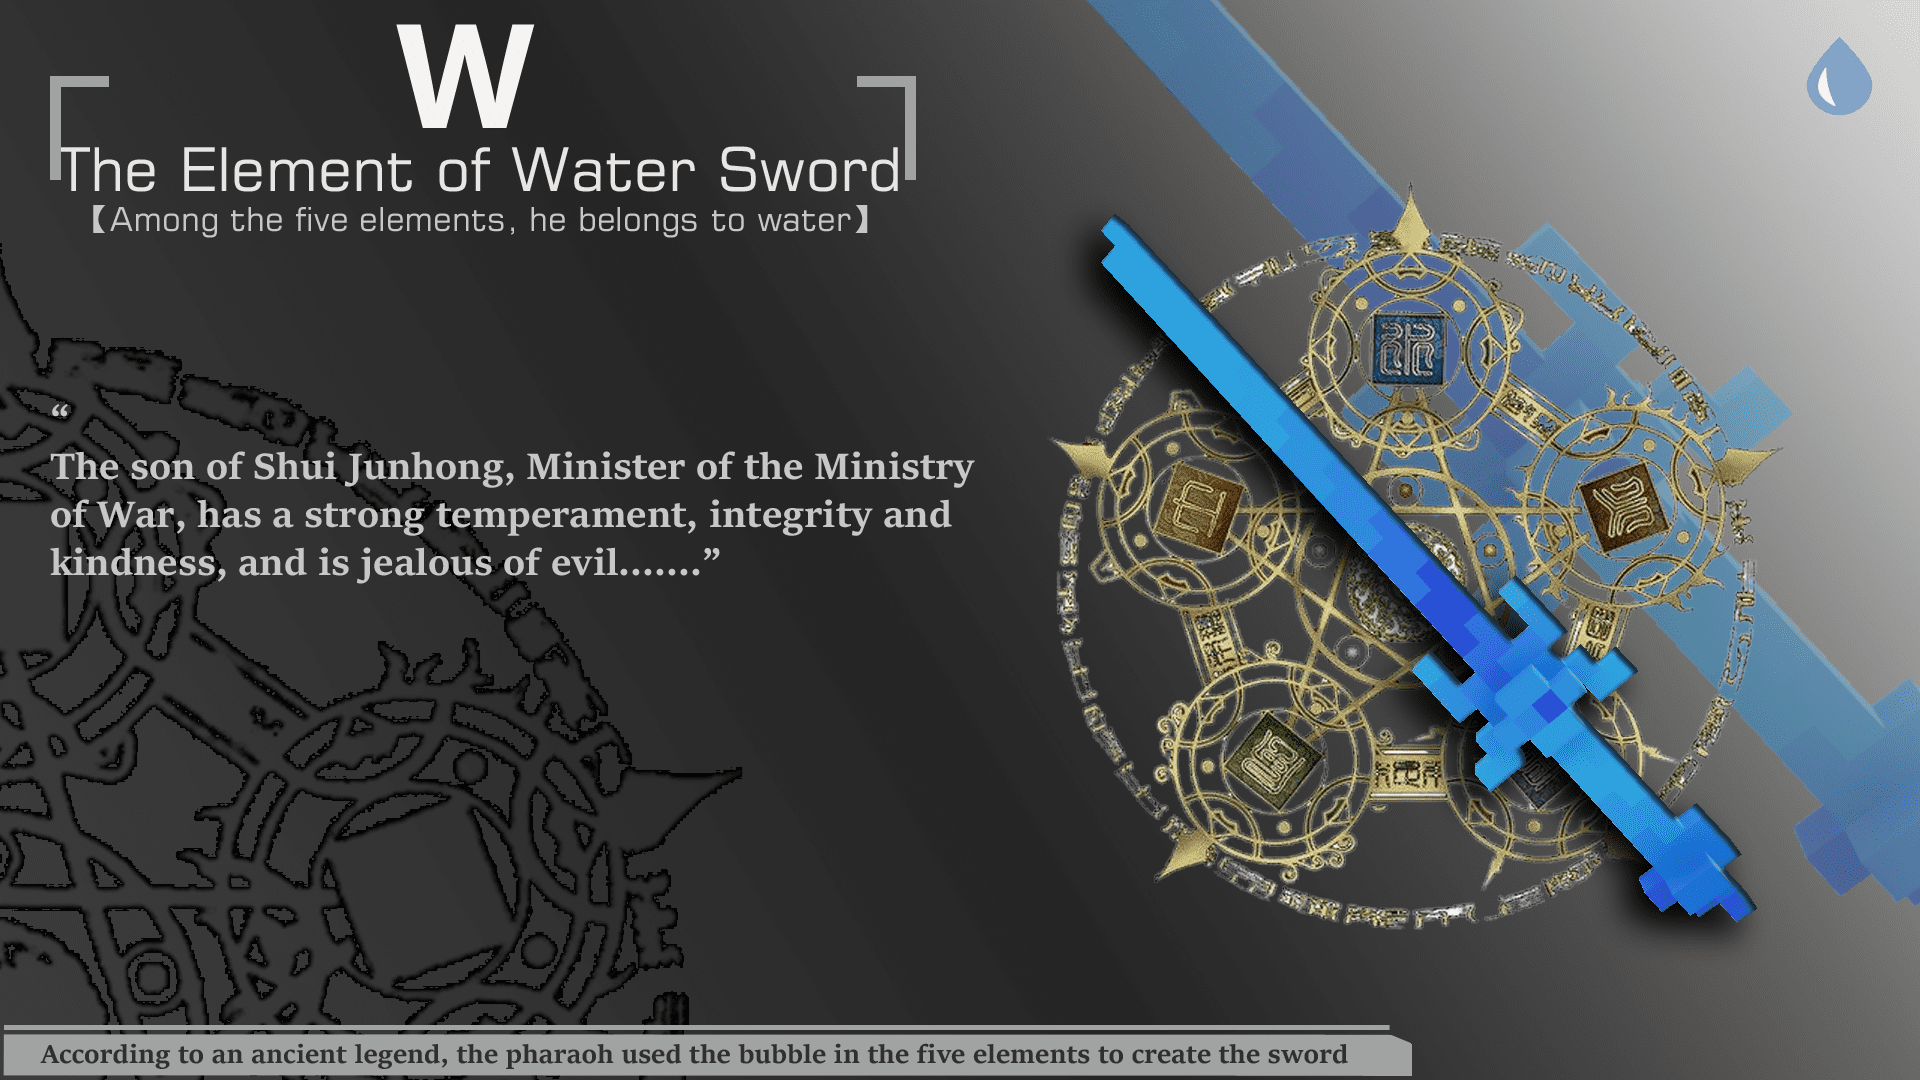 W
The Element of Water Sword
【Among the five elements, he belongs to water】
“
The son of Shui Junhong, Minister of the Ministry
of War, has a strong temperament, integrity and
kindness, and is jealous of evil.......”
According to an ancient legend, the pharaoh used the bubble in the five elements to create the sword